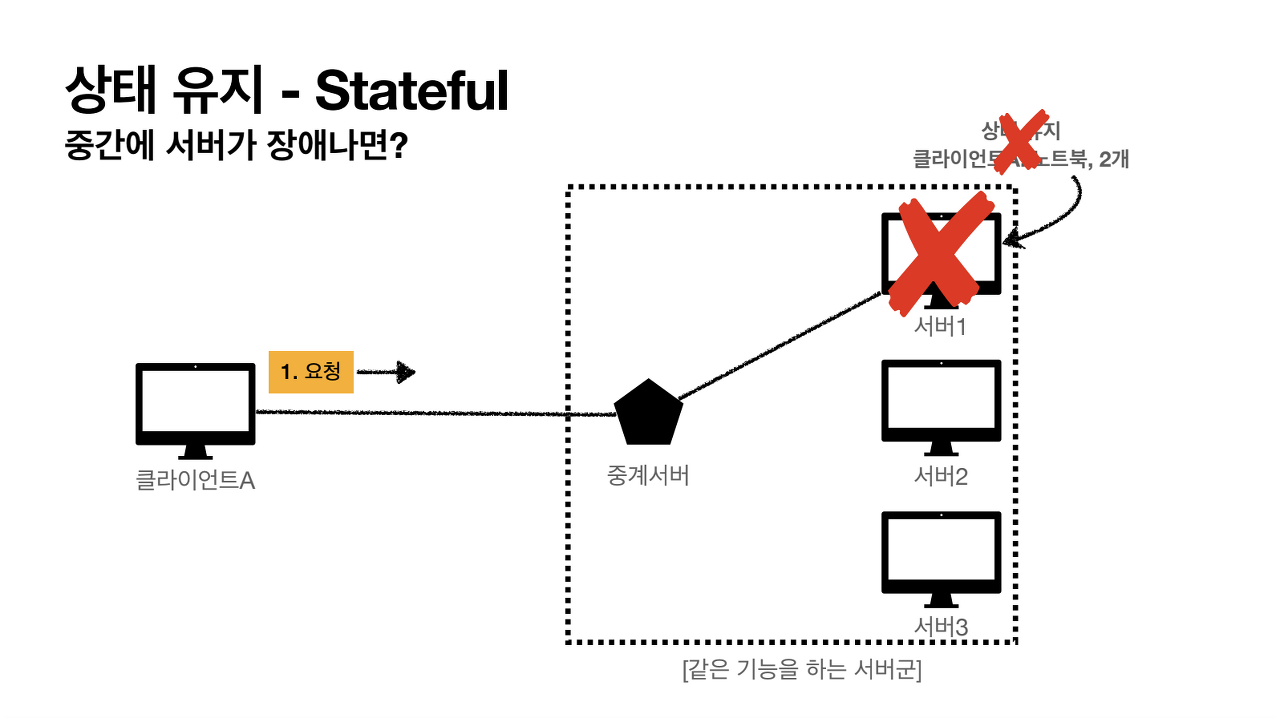 상태 유지 - Stateful
중간에 서버가 장애나면?
상태 유지
클라이언트A: 노트북, 2개
1. 요청
클라이언트A
중계서버
서버1
서버2
서버3
[같은 기능을 하는 서버군]